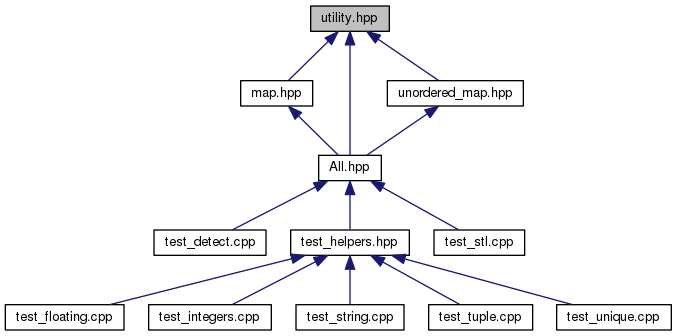 utility.hpp
map.hpp
unordered_map.hpp
All.hpp
test_detect.cpp
test_helpers.hpp
test_stl.cpp
test_floating.cpp
test_integers.cpp
test_string.cpp
test_tuple.cpp
test_unique.cpp